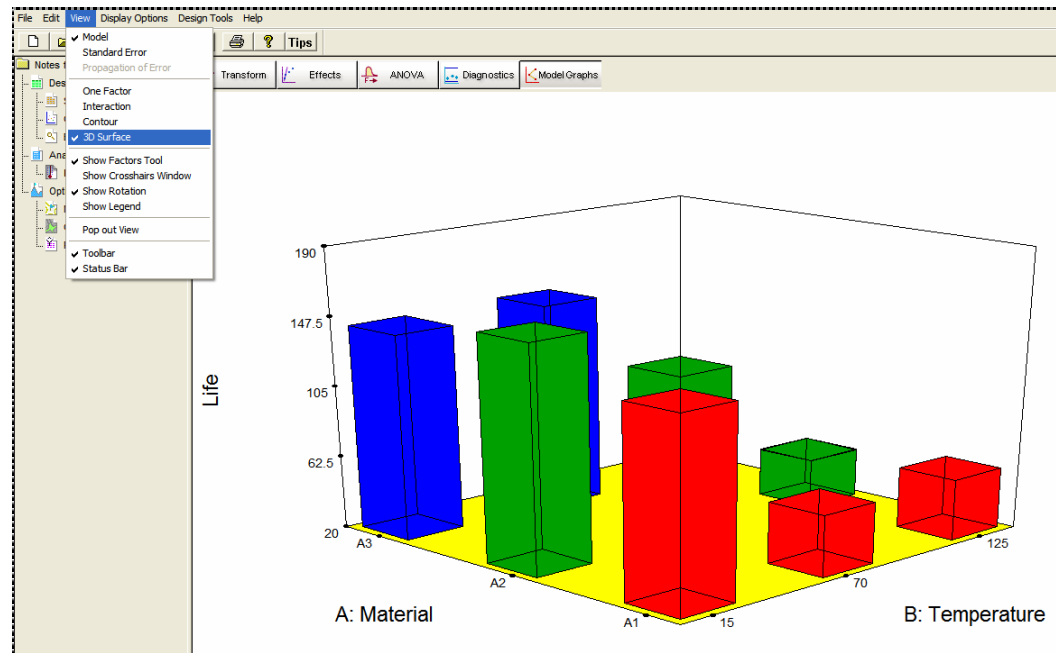 File Edit View Display Options Design Tools Help
Tips
Notes
Transform Effects ANOVA Diagnostics Model Graphs
Model
Standard Error
Propagation of Error
One Factor
Interaction
Contour
3D Surface
Show Factors Tool
Show Crosshairs Window
Show Rotation
Show Legend
Pop out View
Toolbar
Status Bar
190
147.5
105
62.5
20
Life
A3
A2
A1
15
70
125
A: Material
B: Temperature